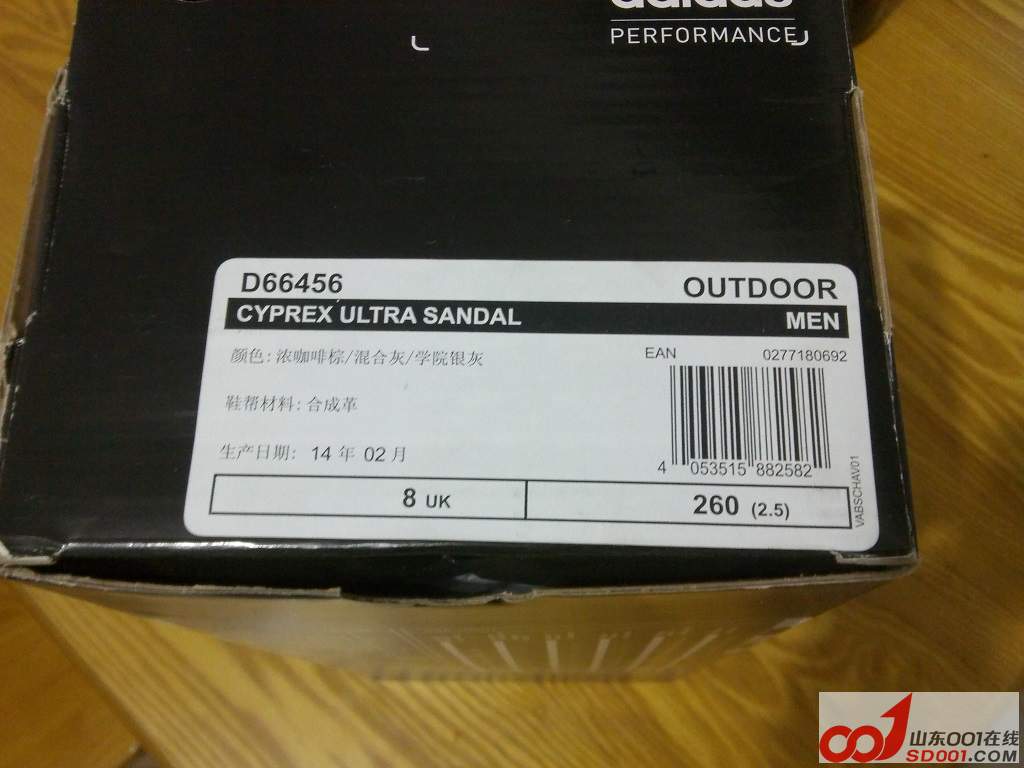 adidas
PERFORMANCE
D66456 OUTDOOR
CYPREX ULTRA SANDAL MEN
颜色: 浓咖啡棕/混合灰/学院银灰
EAN 0277180692
鞋帮材料: 合成革
生产日期: 14 年 02 月
4 053515 882582
VABSCHAV01
8 UK 260 (2.5)
山东001在线
SD001.COM